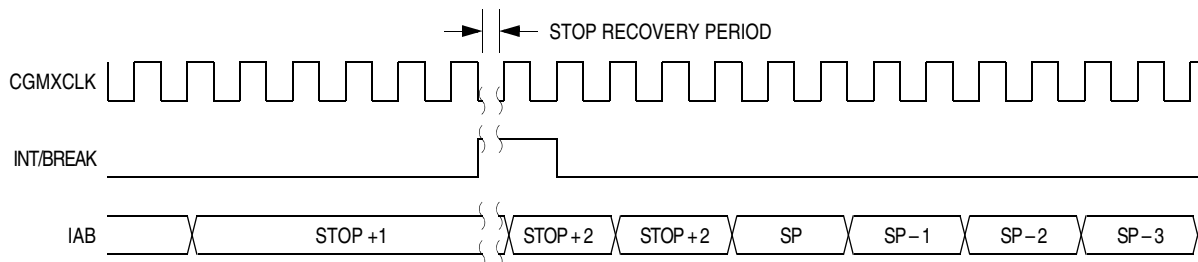 STOP RECOVERY PERIOD
CGMXCLK
INT/BREAK
IAB
STOP +1
STOP + 2
STOP + 2
SP
SP – 1
SP – 2
SP – 3